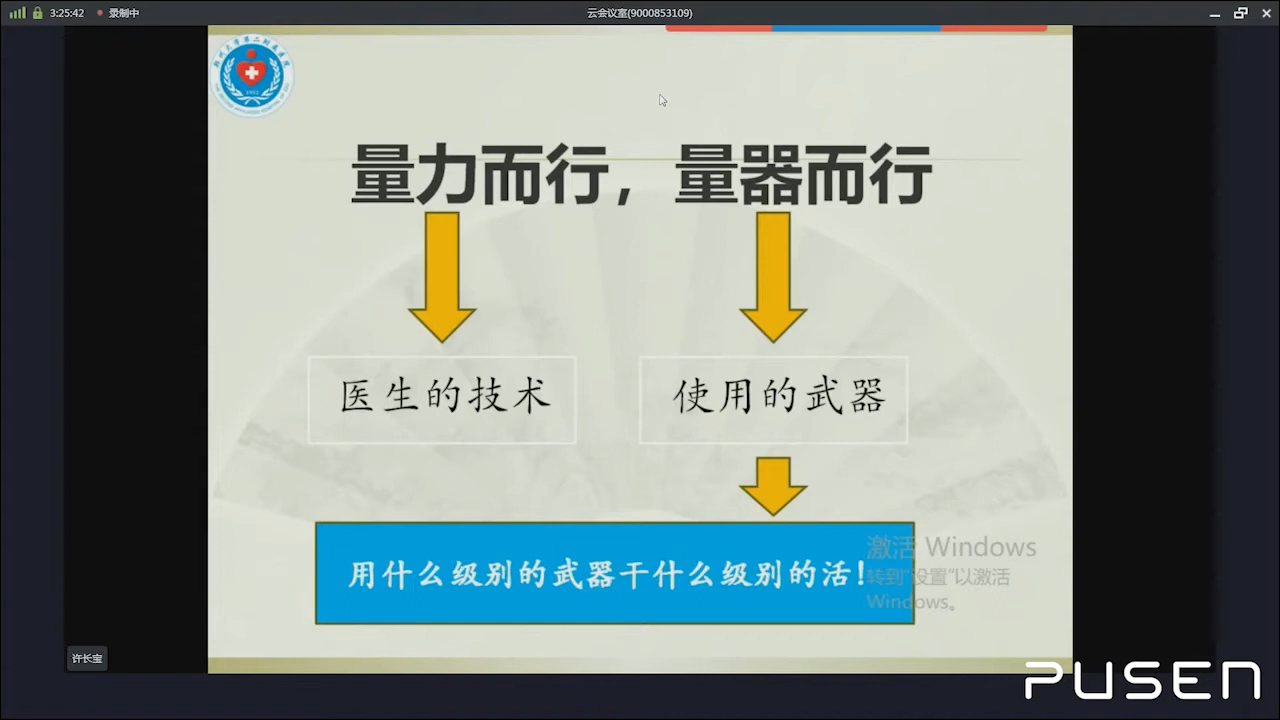 3:25:42 录制中
云会议室(9000853109)
量力而行，量器而行
医生的技术
使用的武器
用什么级别的武器干什么级别的活!
激活 Windows
转到"设置"以激活
Windows。
许长宝
PUSEN